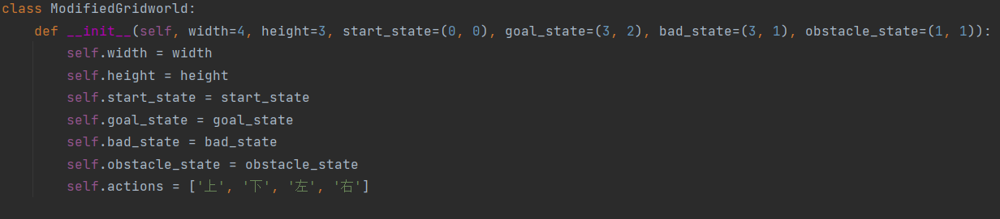 class ModifiedGridworld:
    def __init__(self, width=4, height=3, start_state=(0, 0), goal_state=(3, 2), bad_state=(3, 1), obstacle_state=(1, 1)):
        self.width = width
        self.height = height
        self.start_state = start_state
        self.goal_state = goal_state
        self.bad_state = bad_state
        self.obstacle_state = obstacle_state
        self.actions = ['上', '下', '左', '右']